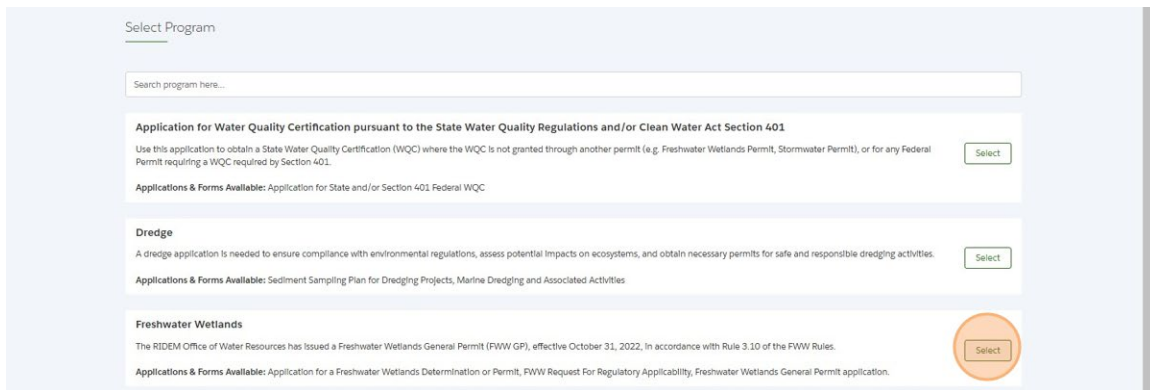 Select Program
Search program here...
Application for Water Quality Certification pursuant to the State Water Quality Regulations and/or Clean Water Act Section 401
Use this application to obtain a State Water Quality Certification (WQC) where the WQC is not granted through another permit (e.g. Freshwater Wetlands Permit, Stormwater Permit), or for any Federal
Permit requiring a WQC required by Section 401.
Select
Applications & Forms Available: Application for State and/or Section 401 Federal WQC
Dredge
A dredge application is needed to ensure compliance with environmental regulations, assess potential impacts on ecosystems, and obtain necessary permits for safe and responsible dredging activities.
Select
Applications & Forms Available: Sediment Sampling Plan for Dredging Projects, Marine Dredging and Associated Activities
Freshwater Wetlands
The RIDEM Office of Water Resources has issued a Freshwater Wetlands General Permit (FWW GP), effective October 31, 2022, in accordance with Rule 3.10 of the FWW Rules.
Select
Applications & Forms Available: Application for a Freshwater Wetlands Determination or Permit, FWW Request For Regulatory Applicability, Freshwater Wetlands General Permit application.